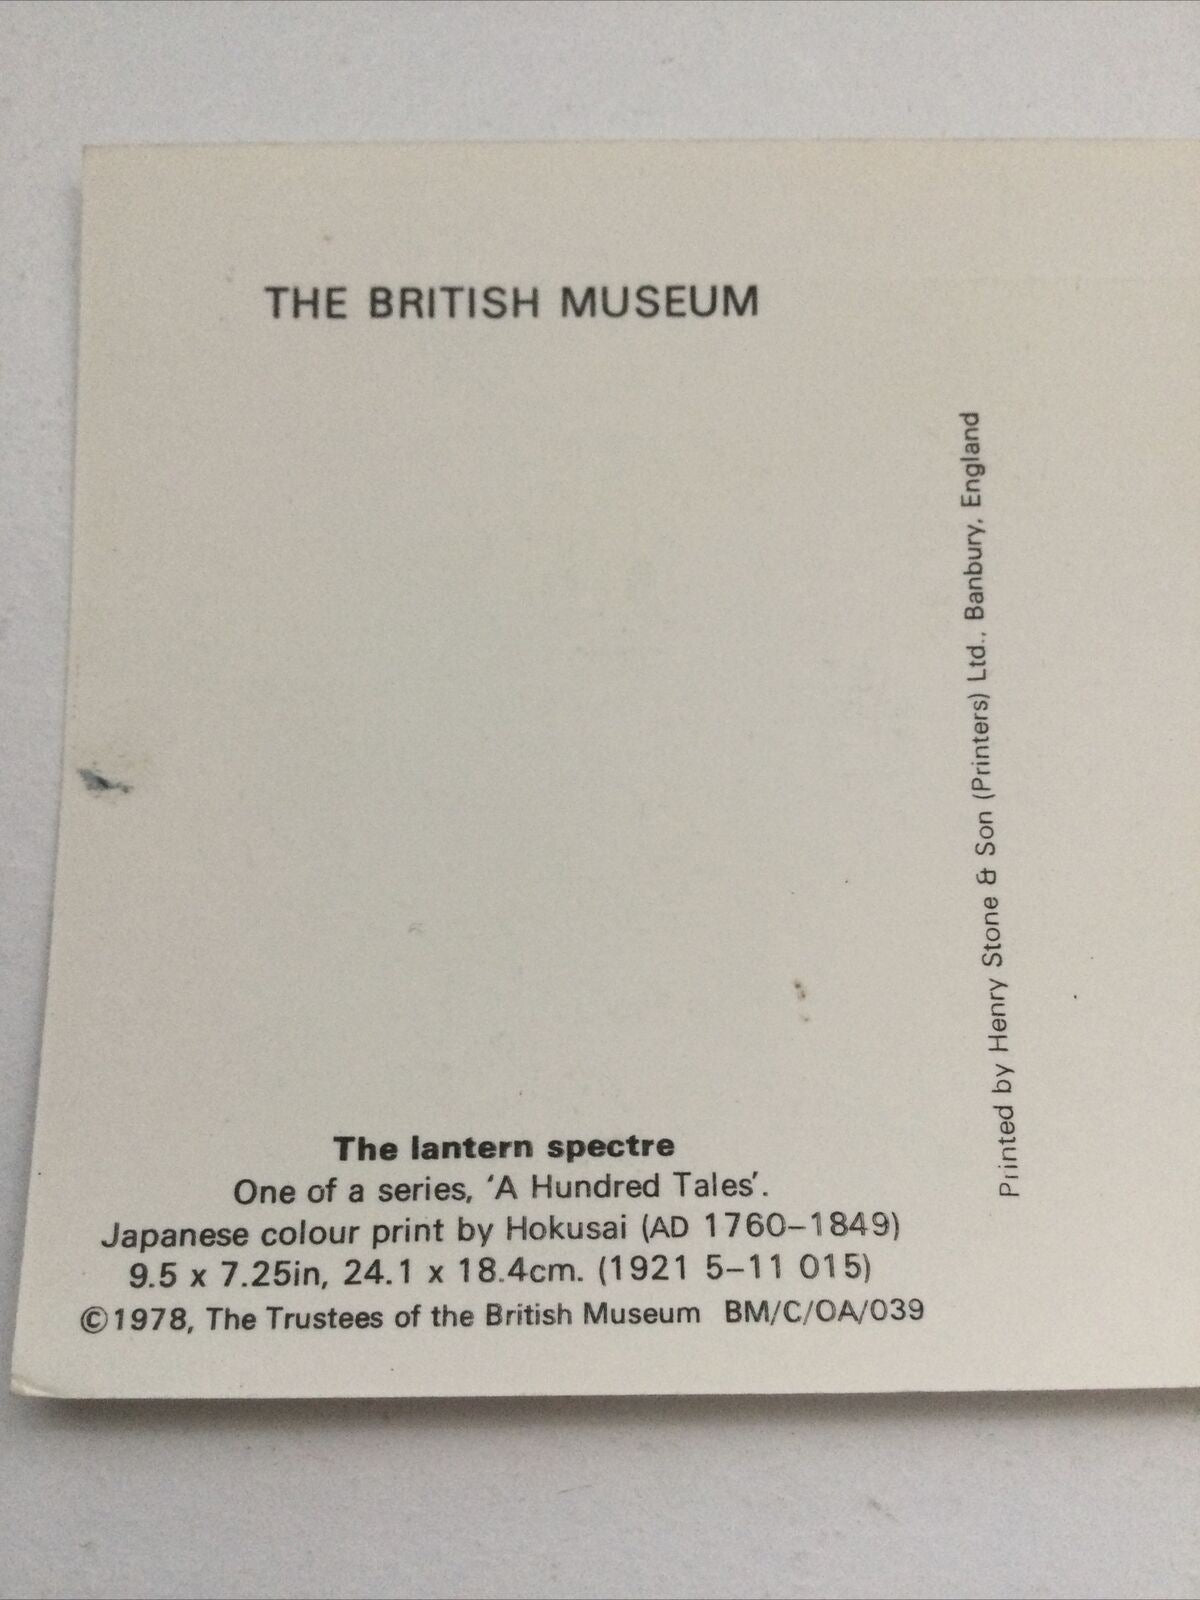 THE BRITISH MUSEUM
The lantern spectre
One of a series, ‘A Hundred Tales’.
Japanese colour print by Hokusai (AD 1760–1849)
9.5 x 7.25in, 24.1 x 18.4cm. (1921 5–11 015)
©1978, The Trustees of the British Museum BM/C/OA/039
Printed by Henry Stone & Son (Printers) Ltd., Banbury, England